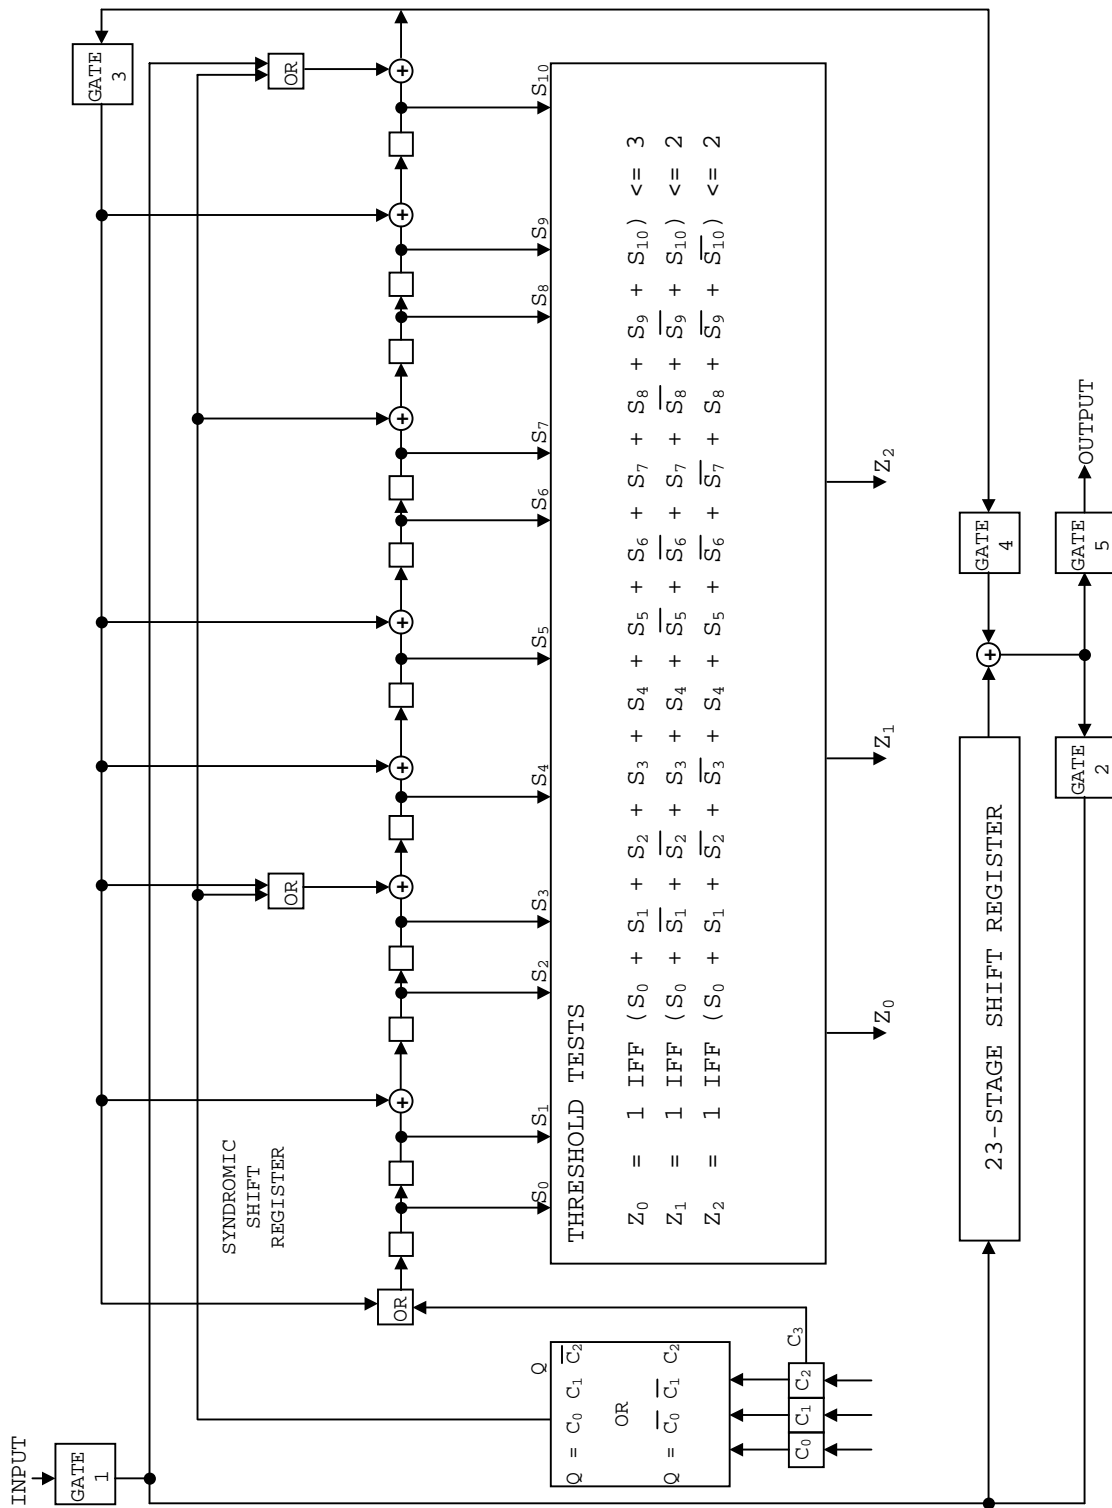 INPUT
GATE
1
GATE
3
SYNDROMIC
SHIFT
REGISTER
OR
OR
OR
Q
Q = C₀ C₁ C̅₂
OR
Q = C̅₀ C̅₁ C₂
C₃
C₀ C₁ C₂
S₀ S₁ S₂ S₃ S₄ S₅ S₆ S₇ S₈ S₉ S₁₀
THRESHOLD TESTS
Z₀ = 1 IFF (S₀ + S₁ + S₂ + S₃ + S₄ + S₅ + S₆ + S₇ + S₈ + S₉ + S₁₀) <= 3
Z₁ = 1 IFF (S₀ + S̅₁ + S̅₂ + S₃ + S₄ + S̅₅ + S̅₆ + S₇ + S̅₈ + S̅₉ + S₁₀) <= 2
Z₂ = 1 IFF (S₀ + S₁ + S̅₂ + S̅₃ + S₄ + S₅ + S̅₆ + S̅₇ + S₈ + S̅₉ + S̅₁₀) <= 2
Z₀ Z₁ Z₂
23-STAGE SHIFT REGISTER
GATE
4
GATE
2
GATE
5
OUTPUT